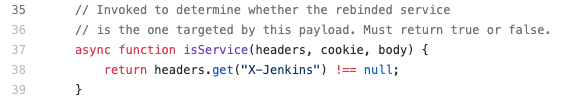 35 // Invoked to determine whether the rebinded service
36 // is the one targeted by this payload. Must return true or false.
37 async function isService(headers, cookie, body) {
38 return headers.get("X-Jenkins") !== null;
39 }